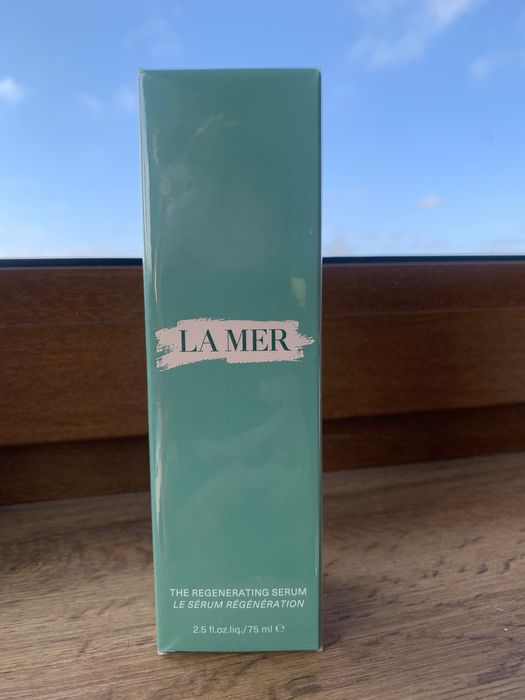 LA MER
THE REGENERATING SERUM
LE SÉRUM RÉGÉNÉRATION
2.5 fl.oz.liq./75 ml ℮